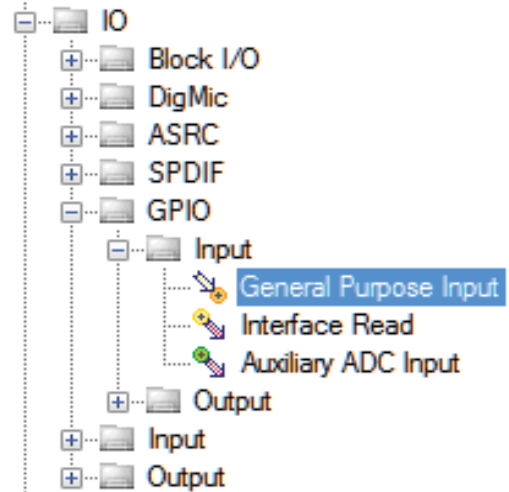 IO
Block I/O
DigMic
ASRC
SPDIF
GPIO
Input
General Purpose Input
Interface Read
Auxiliary ADC Input
Output
Input
Output